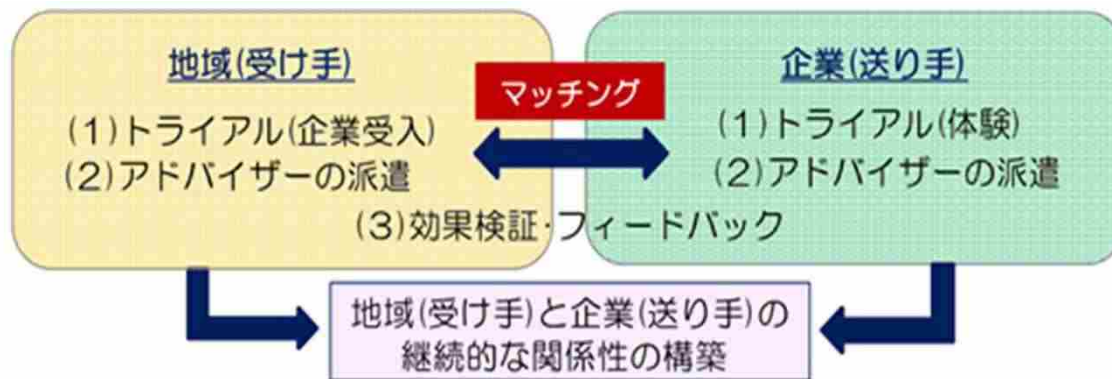 地域(受け手)
(1)トライアル(企業受入)
(2)アドバイザーの派遣
マッチング
企業(送り手)
(1)トライアル(体験)
(2)アドバイザーの派遣
(3)効果検証・フィードバック
地域(受け手)と企業(送り手)の
継続的な関係性の構築